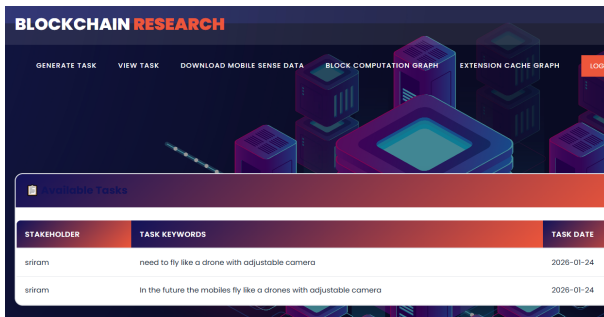 BLOCKCHAIN RESEARCH
GENERATE TASK VIEW TASK DOWNLOAD MOBILE SENSE DATA BLOCK COMPUTATION GRAPH EXTENSION CACHE GRAPH
Available Tasks
STAKEHOLDER TASK KEYWORDS TASK DATE
sriram need to fly like a drone with adjustable camera 2026-01-24
sriram In the future the mobiles fly like a drones with adjustable camera 2026-01-24